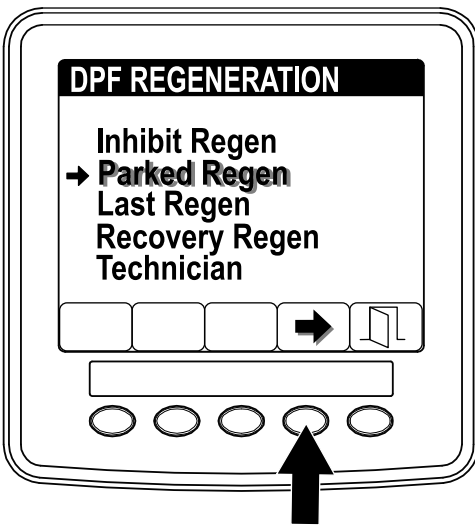 DPF REGENERATION
Inhibit Regen
Parked Regen
Last Regen
Recovery Regen
Technician